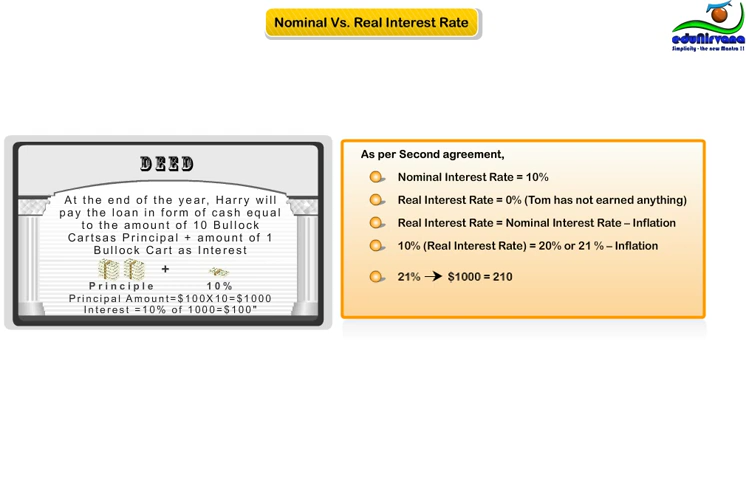 Nominal Vs. Real Interest Rate
eduNirvana
Simplicity - the new Mantra !!
DEED
At the end of the year, Harry will
pay the loan in form of cash equal
to the amount of 10 Bullock
Cartsas Principal + amount of 1
Bullock Cart as Interest
+
Principle 10%
Principal Amount=$100X10=$1000
Interest =10% of 1000=$100"
As per Second agreement,
Nominal Interest Rate = 10%
Real Interest Rate = 0% (Tom has not earned anything)
Real Interest Rate = Nominal Interest Rate – Inflation
10% (Real Interest Rate) = 20% or 21 % – Inflation
21% → $1000 = 210